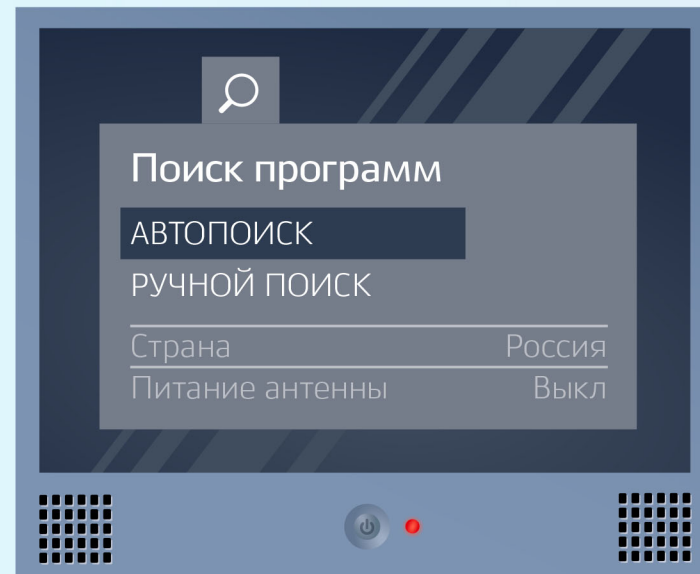 Поиск программ
АВТОПОИСК
РУЧНОЙ ПОИСК
Страна Россия
Питание антенны Выкл